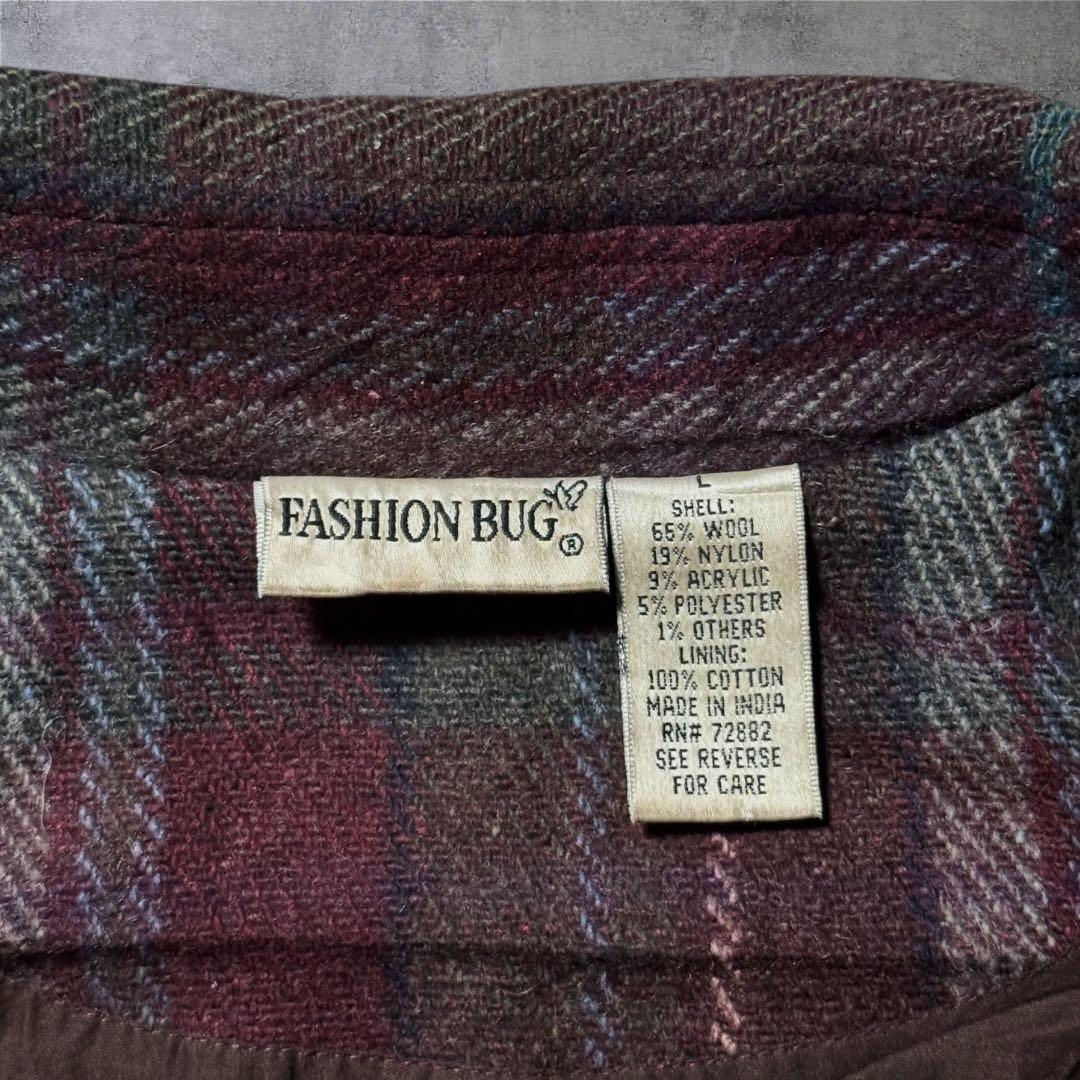 FASHION BUG®
L
SHELL:
66% WOOL
19% NYLON
9% ACRYLIC
5% POLYESTER
1% OTHERS
LINING:
100% COTTON
MADE IN INDIA
RN# 72882
SEE REVERSE
FOR CARE